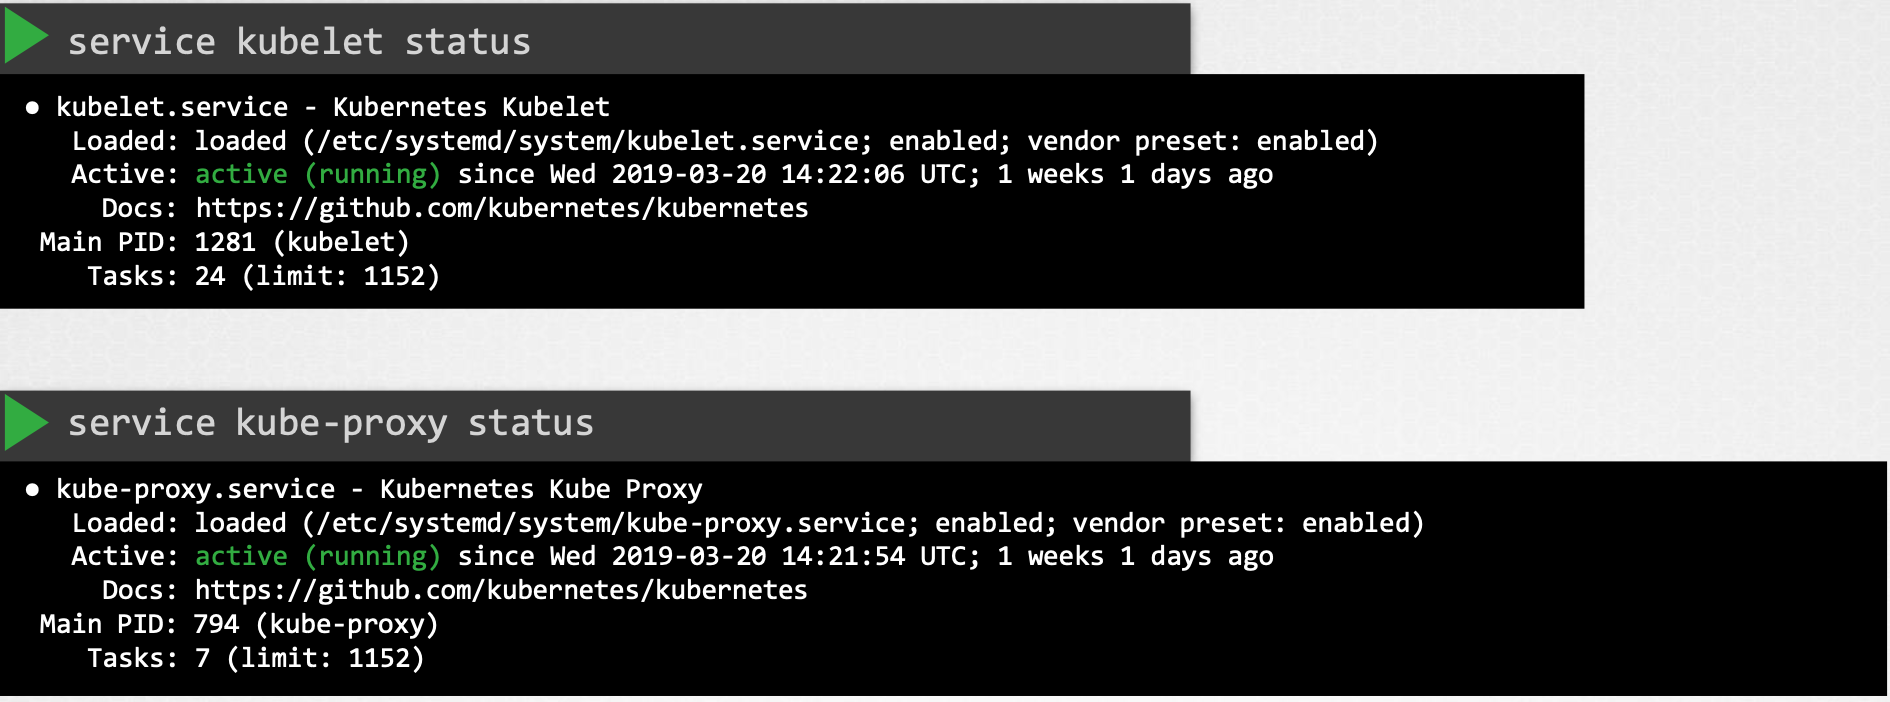 service kubelet status
● kubelet.service - Kubernetes Kubelet
Loaded: loaded (/etc/systemd/system/kubelet.service; enabled; vendor preset: enabled)
Active: active (running) since Wed 2019-03-20 14:22:06 UTC; 1 weeks 1 days ago
Docs: https://github.com/kubernetes/kubernetes
Main PID: 1281 (kubelet)
Tasks: 24 (limit: 1152)
service kube-proxy status
● kube-proxy.service - Kubernetes Kube Proxy
Loaded: loaded (/etc/systemd/system/kube-proxy.service; enabled; vendor preset: enabled)
Active: active (running) since Wed 2019-03-20 14:21:54 UTC; 1 weeks 1 days ago
Docs: https://github.com/kubernetes/kubernetes
Main PID: 794 (kube-proxy)
Tasks: 7 (limit: 1152)